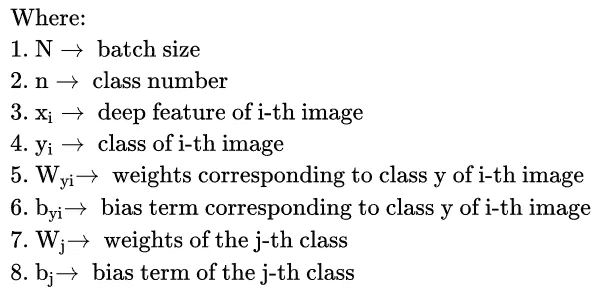 Where:
1. N → batch size
2. n → class number
3. xᵢ → deep feature of i-th image
4. yᵢ → class of i-th image
5. W_yi→ weights corresponding to class y of i-th image
6. b_yi→ bias term corresponding to class y of i-th image
7. Wⱼ→ weights of the j-th class
8. bⱼ→ bias term of the j-th class